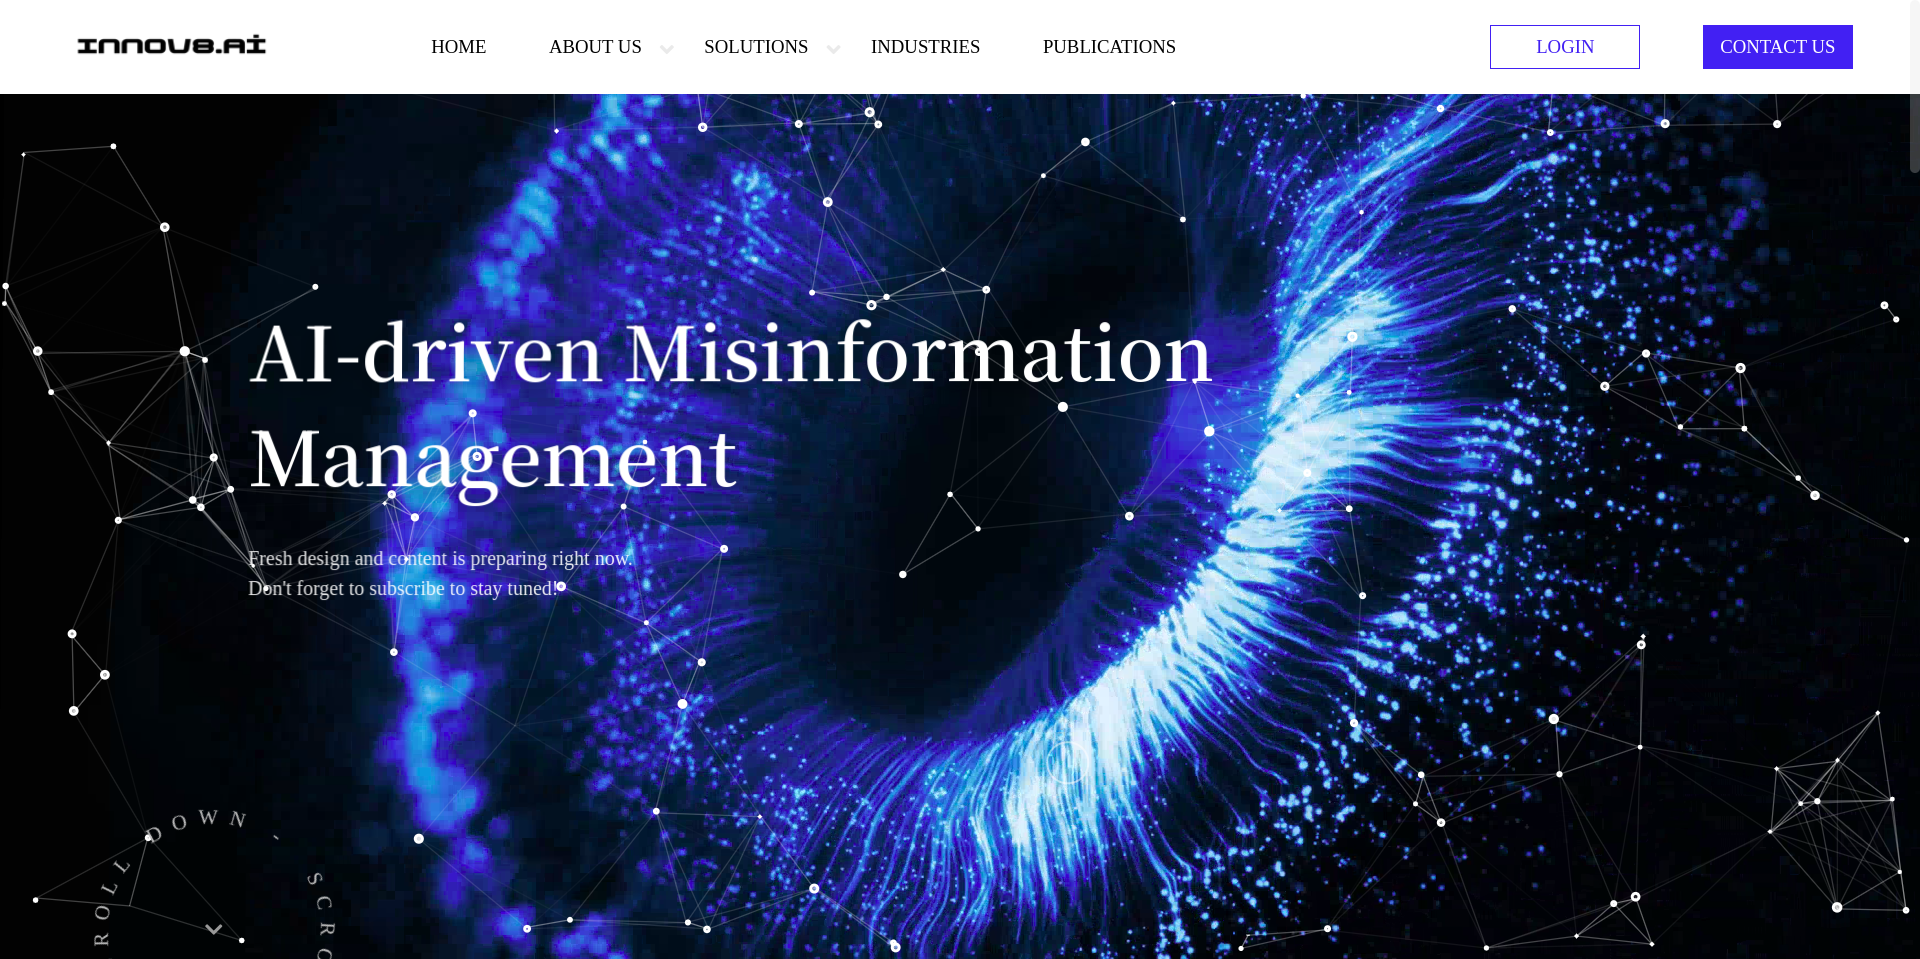 INNOV8.AI
HOME
ABOUT US
SOLUTIONS
INDUSTRIES
PUBLICATIONS
LOGIN
CONTACT US
AI-driven Misinformation
Management
Fresh design and content is preparing right now.
Don't forget to subscribe to stay tuned!
ROLL DOWN - SCRO